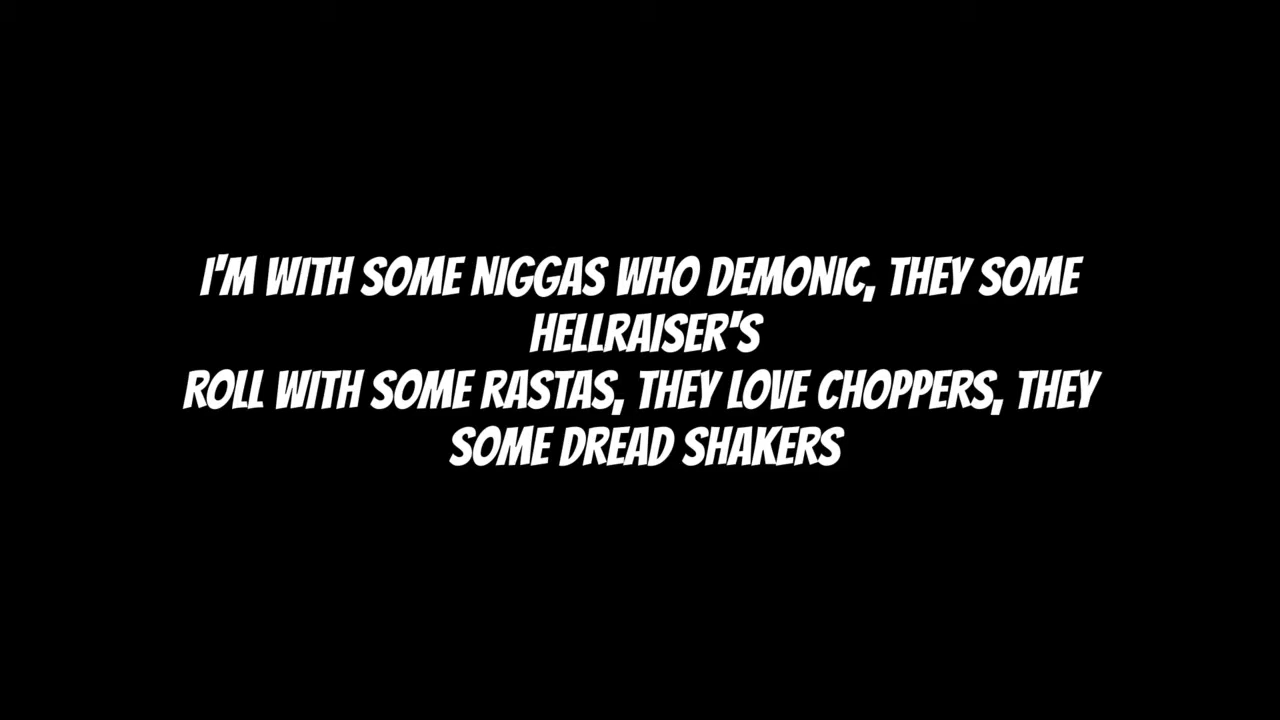 I'M WITH SOME NIGGAS WHO DEMONIC, THEY SOME
HELLRAISER'S
ROLL WITH SOME RASTAS, THEY LOVE CHOPPERS, THEY
SOME DREAD SHAKERS